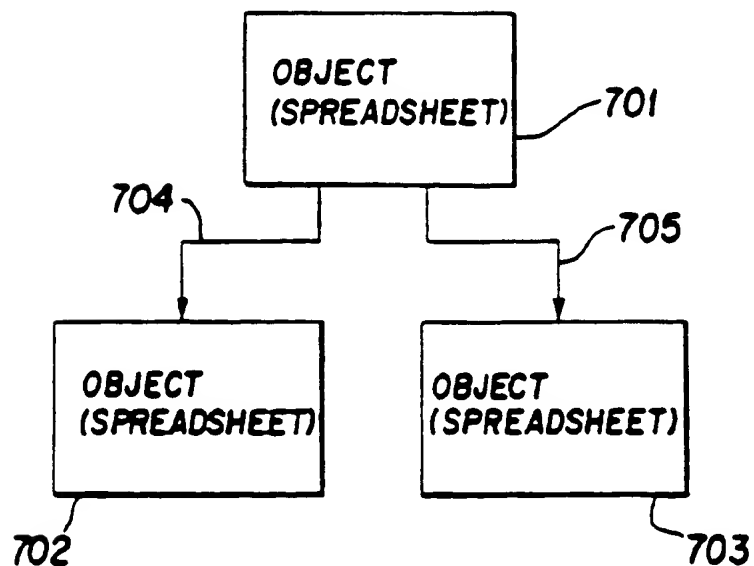 OBJECT
(SPREADSHEET)
701
704
705
OBJECT
(SPREADSHEET)
OBJECT
(SPREADSHEET)
702
703